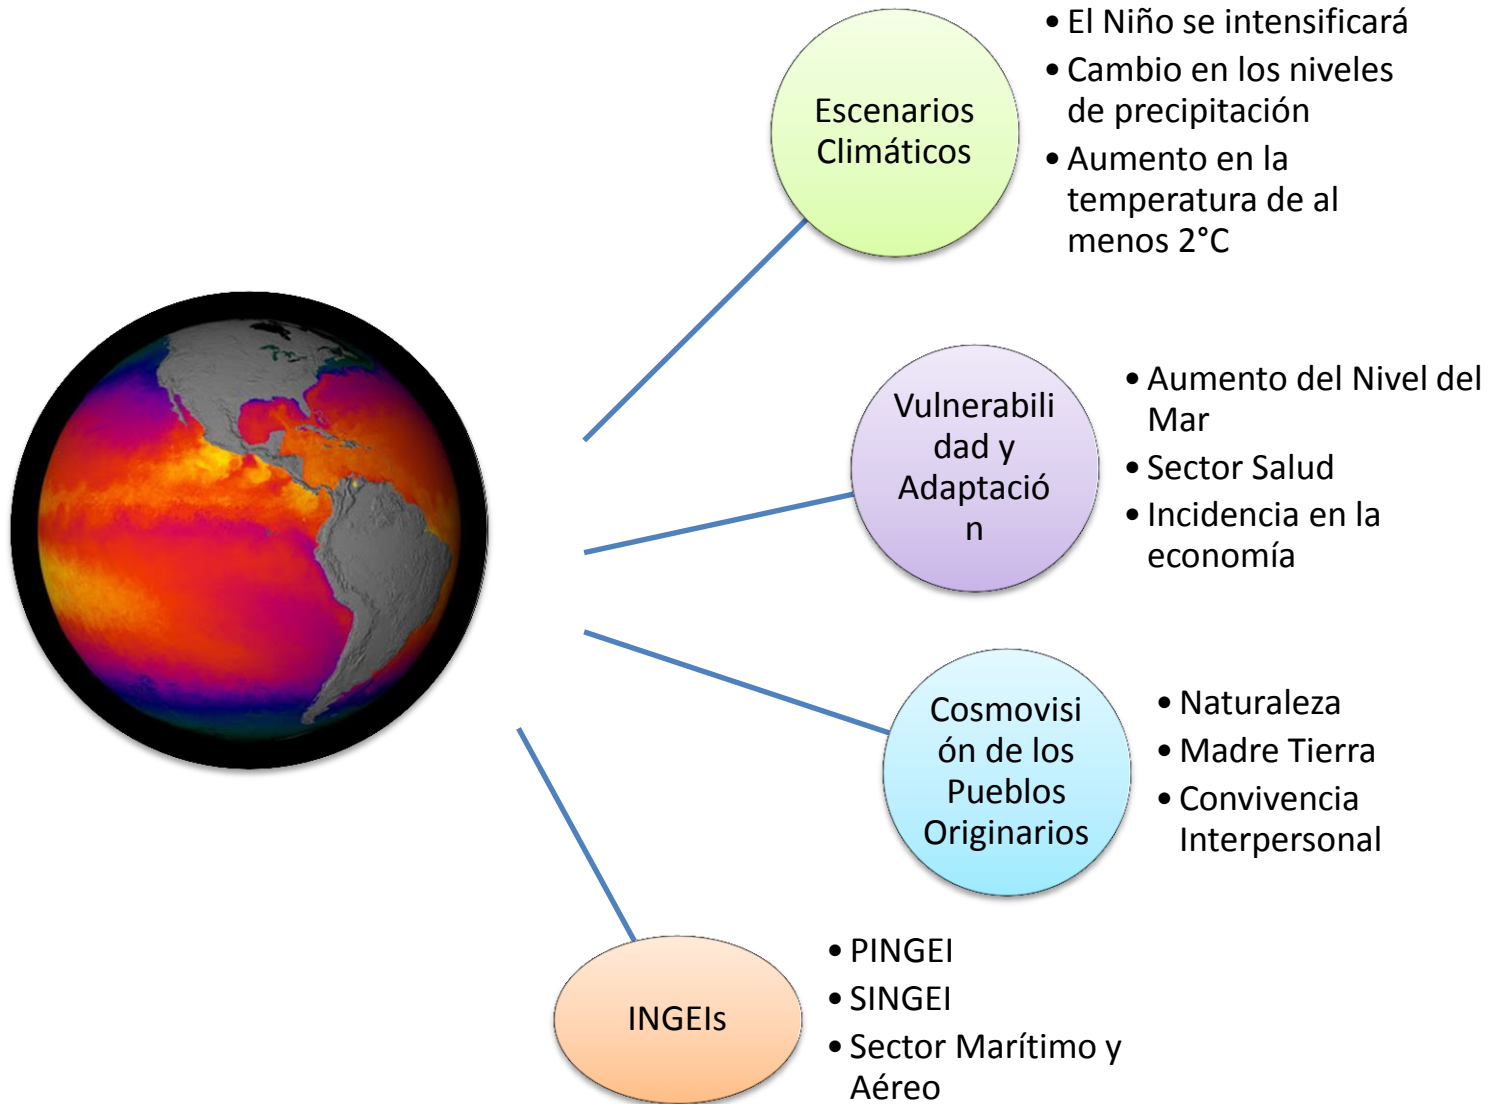 Escenarios
Climáticos
• El Niño se intensificará
• Cambio en los niveles
de precipitación
• Aumento en la
temperatura de al
menos 2°C
Vulnerabili
dad y
Adaptació
n
• Aumento del Nivel del
Mar
• Sector Salud
• Incidencia en la
economía
Cosmovisi
ón de los
Pueblos
Originarios
• Naturaleza
• Madre Tierra
• Convivencia
Interpersonal
INGEIs
• PINGEI
• SINGEI
• Sector Marítimo y
Aéreo